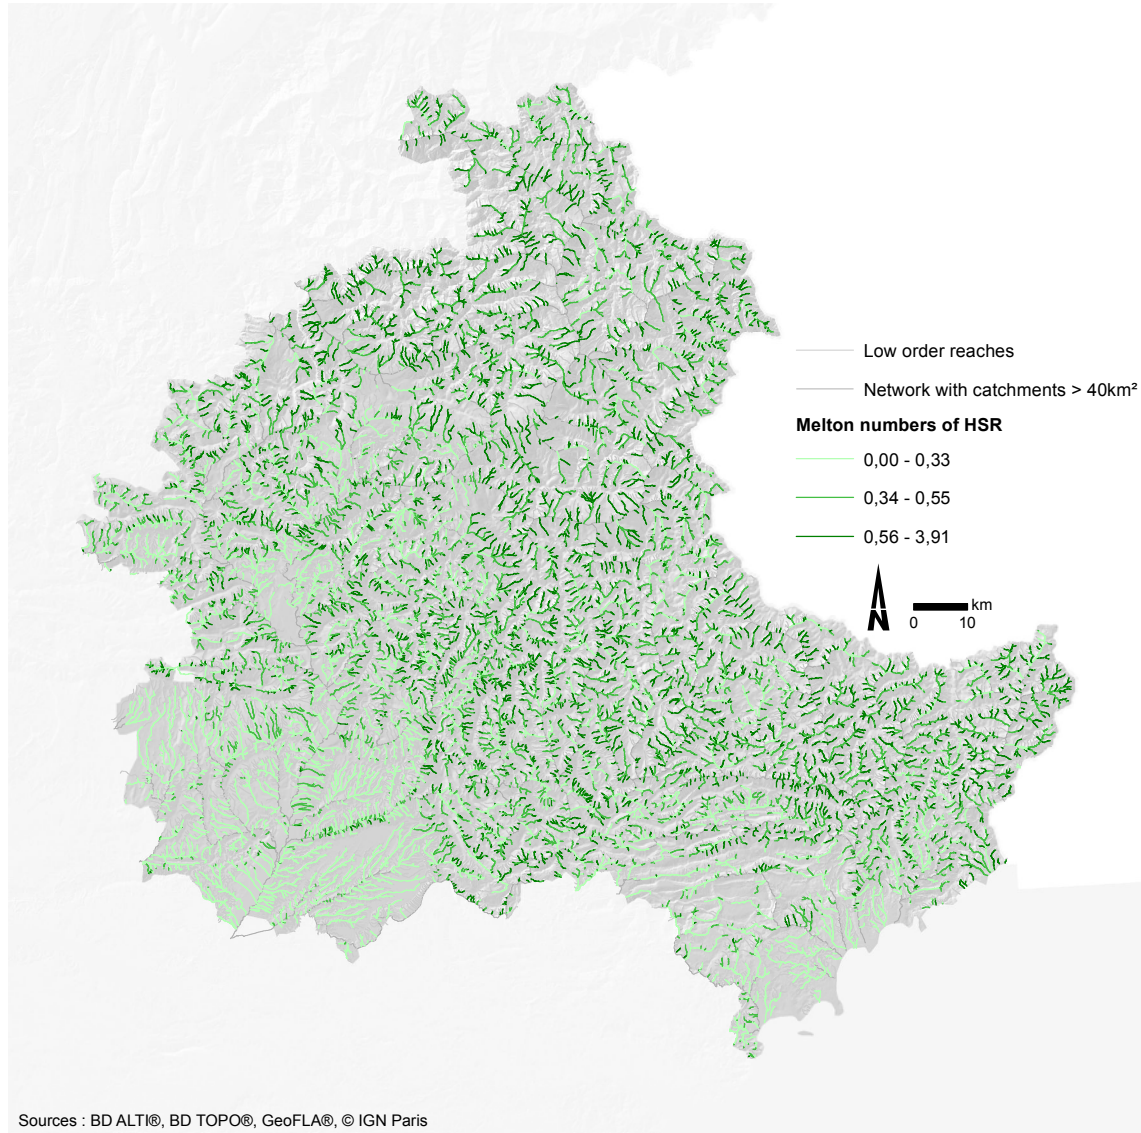 Low order reaches
Network with catchments > 40km²
Melton numbers of HSR
0,00 - 0,33
0,34 - 0,55
0,56 - 3,91
N
km
0 10
Sources : BD ALTI®, BD TOPO®, GeoFLA®, © IGN Paris